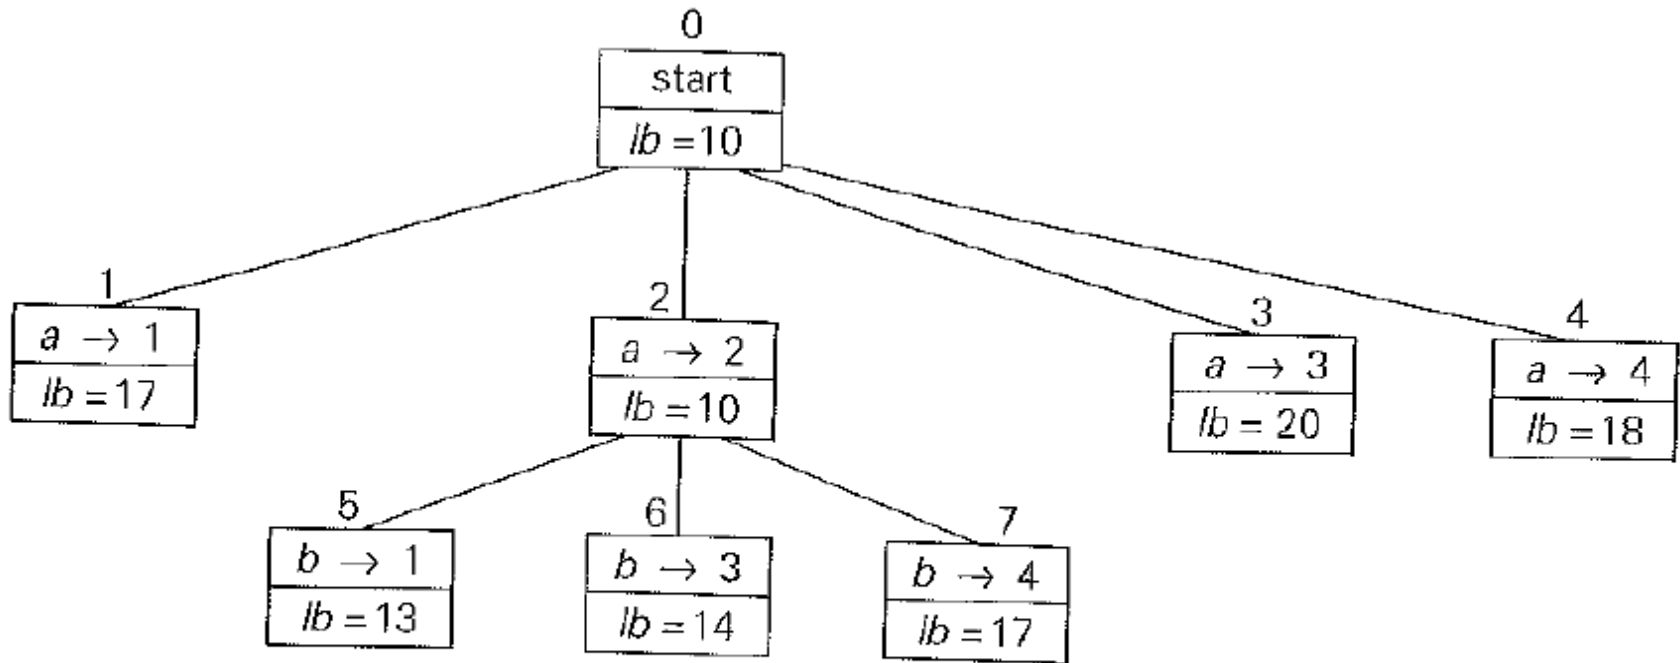 0
start
lb = 10
1
a → 1
lb = 17
2
a → 2
lb = 10
3
a → 3
lb = 20
4
a → 4
lb = 18
5
b → 1
lb = 13
6
b → 3
lb = 14
7
b → 4
lb = 17